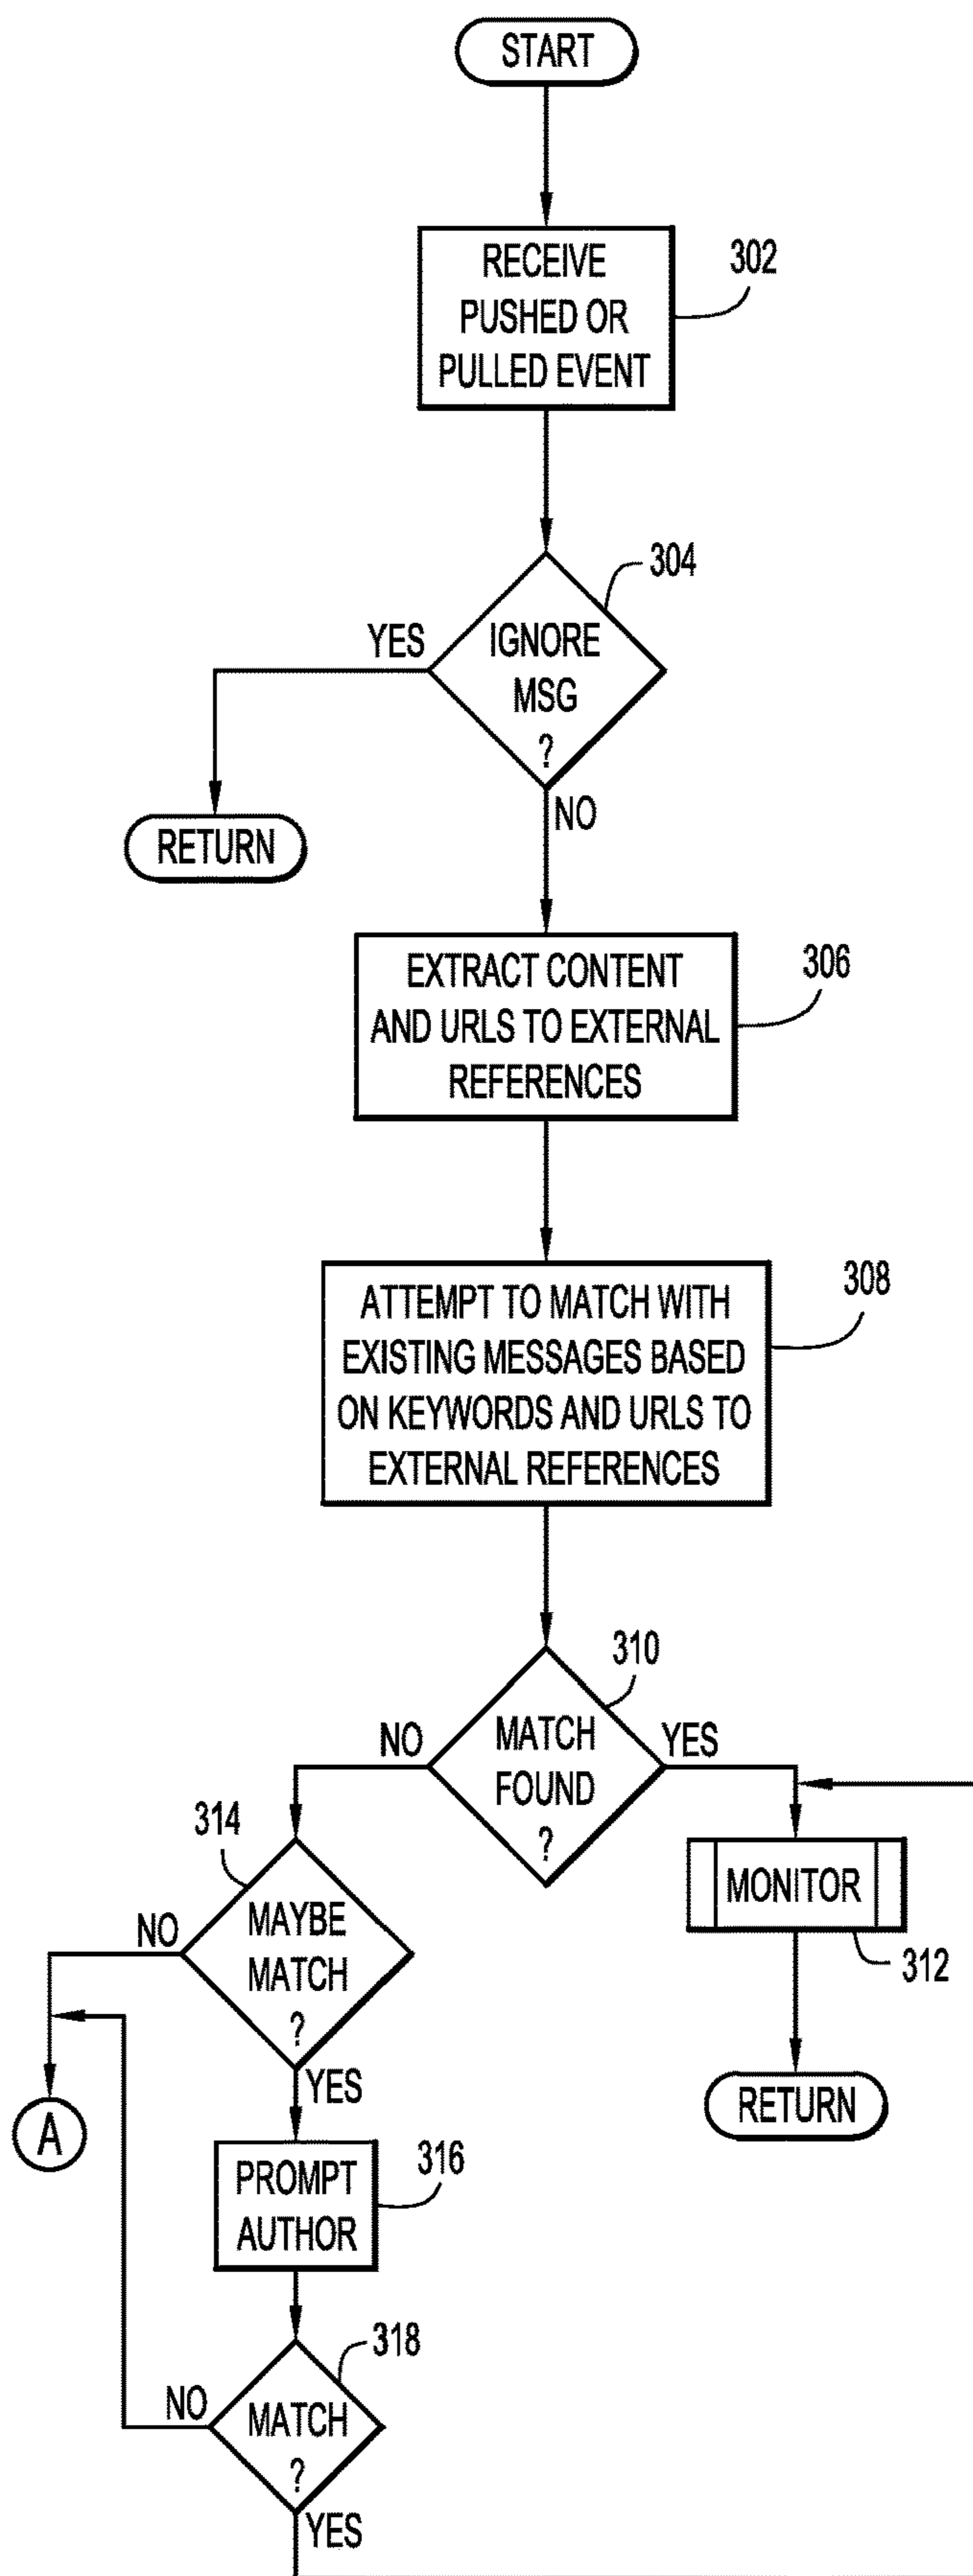 START
RECEIVE
PUSHED OR
PULLED EVENT
302
IGNORE
MSG
?
304
YES
NO
RETURN
EXTRACT CONTENT
AND URLS TO EXTERNAL
REFERENCES
306
ATTEMPT TO MATCH WITH
EXISTING MESSAGES BASED
ON KEYWORDS AND URLS TO
EXTERNAL REFERENCES
308
MATCH
FOUND
?
310
NO
YES
MONITOR
312
RETURN
314
MAYBE
MATCH
?
NO
YES
A
PROMPT
AUTHOR
316
MATCH
?
318
NO
YES